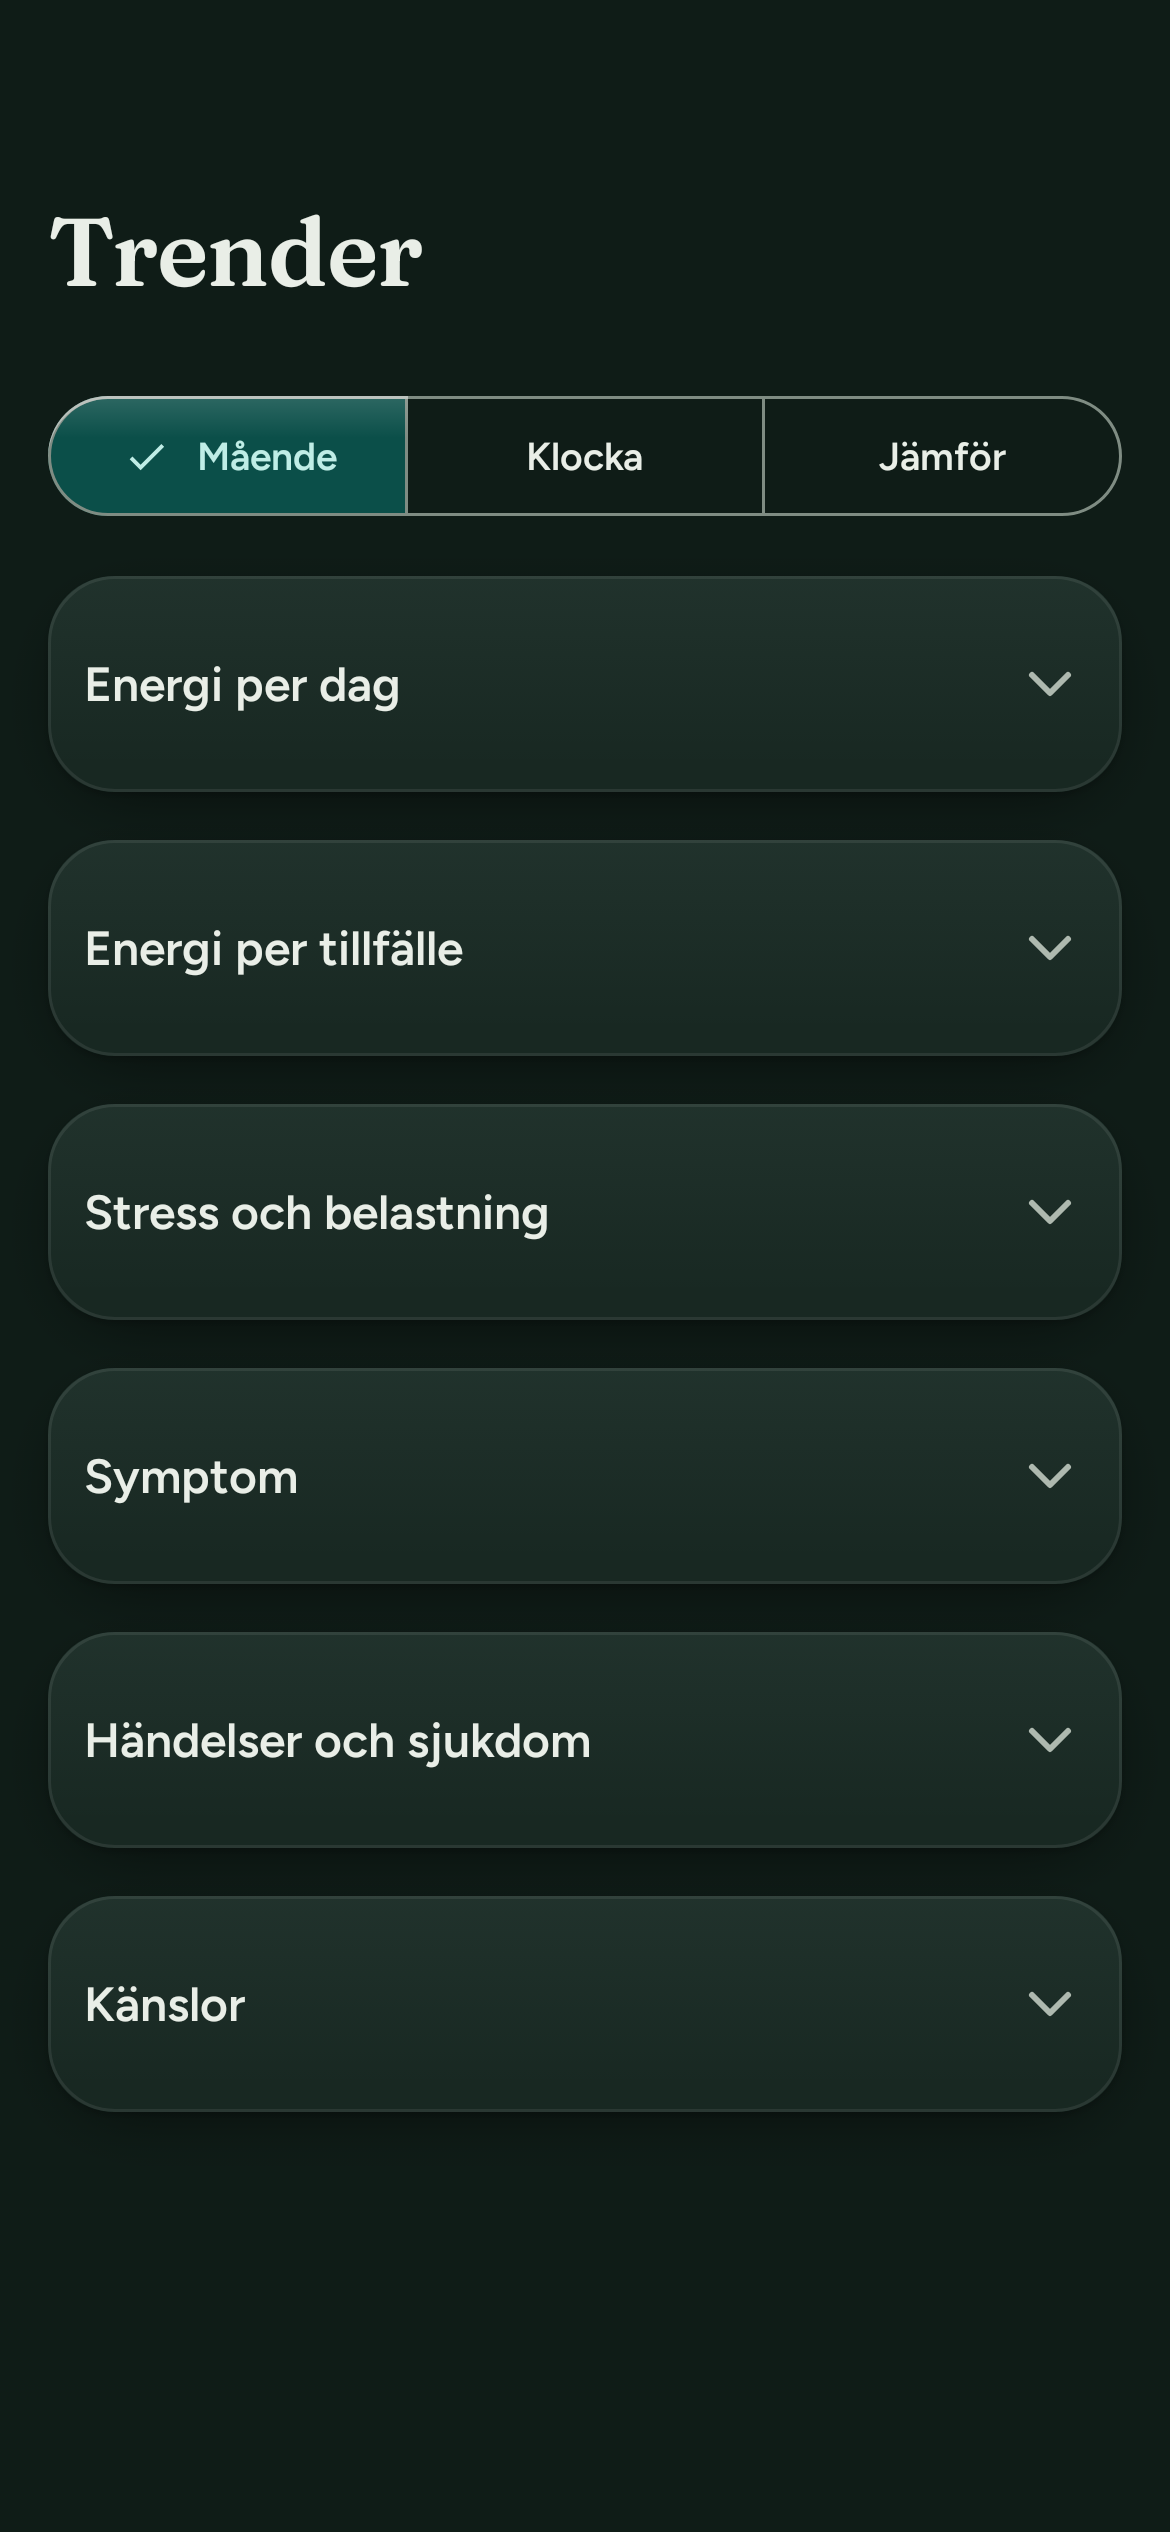 Trender
Mående
Klocka
Jämför
Energi per dag
Energi per tillfälle
Stress och belastning
Symptom
Händelser och sjukdom
Känslor